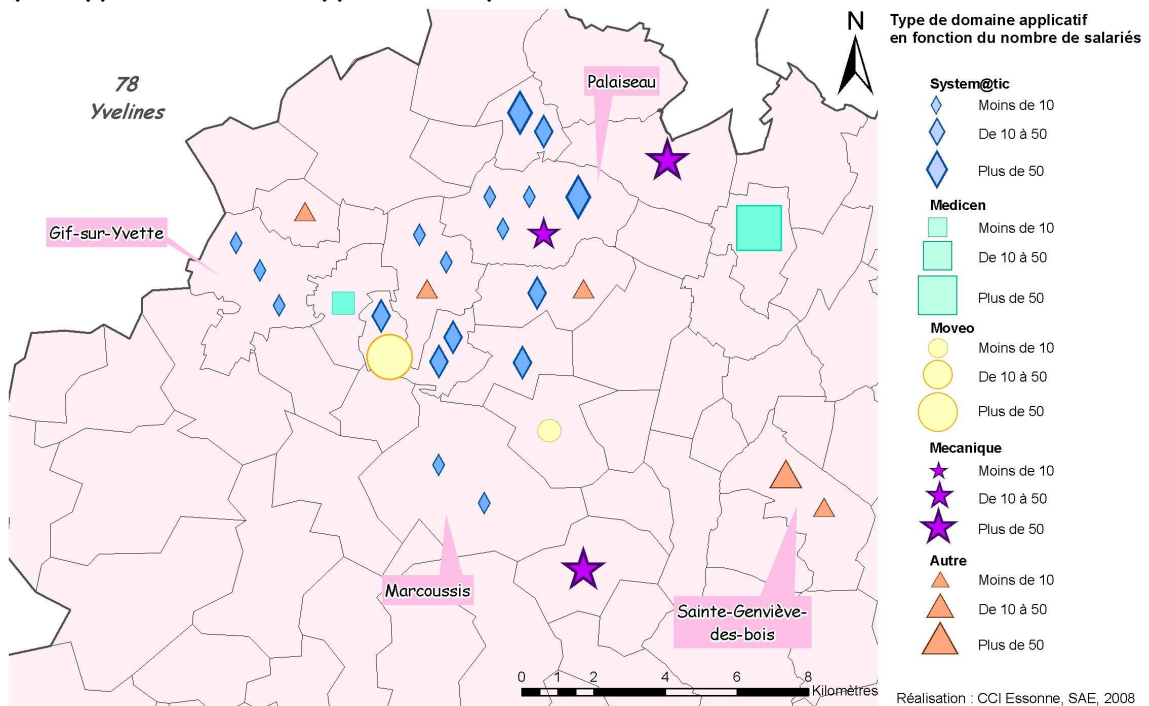 78
Yvelines
Palaiseau
Gif-sur-Yvette
Marcoussis
Sainte-Genviève-
des-bois
N
0 1 2 4 6 8
Kilomètres
Type de domaine applicatif
en fonction du nombre de salariés
System@tic
Moins de 10
De 10 à 50
Plus de 50
Medicen
Moins de 10
De 10 à 50
Plus de 50
Moveo
Moins de 10
De 10 à 50
Plus de 50
Mecanique
Moins de 10
De 10 à 50
Plus de 50
Autre
Moins de 10
De 10 à 50
Plus de 50
Réalisation : CCI Essonne, SAE, 2008